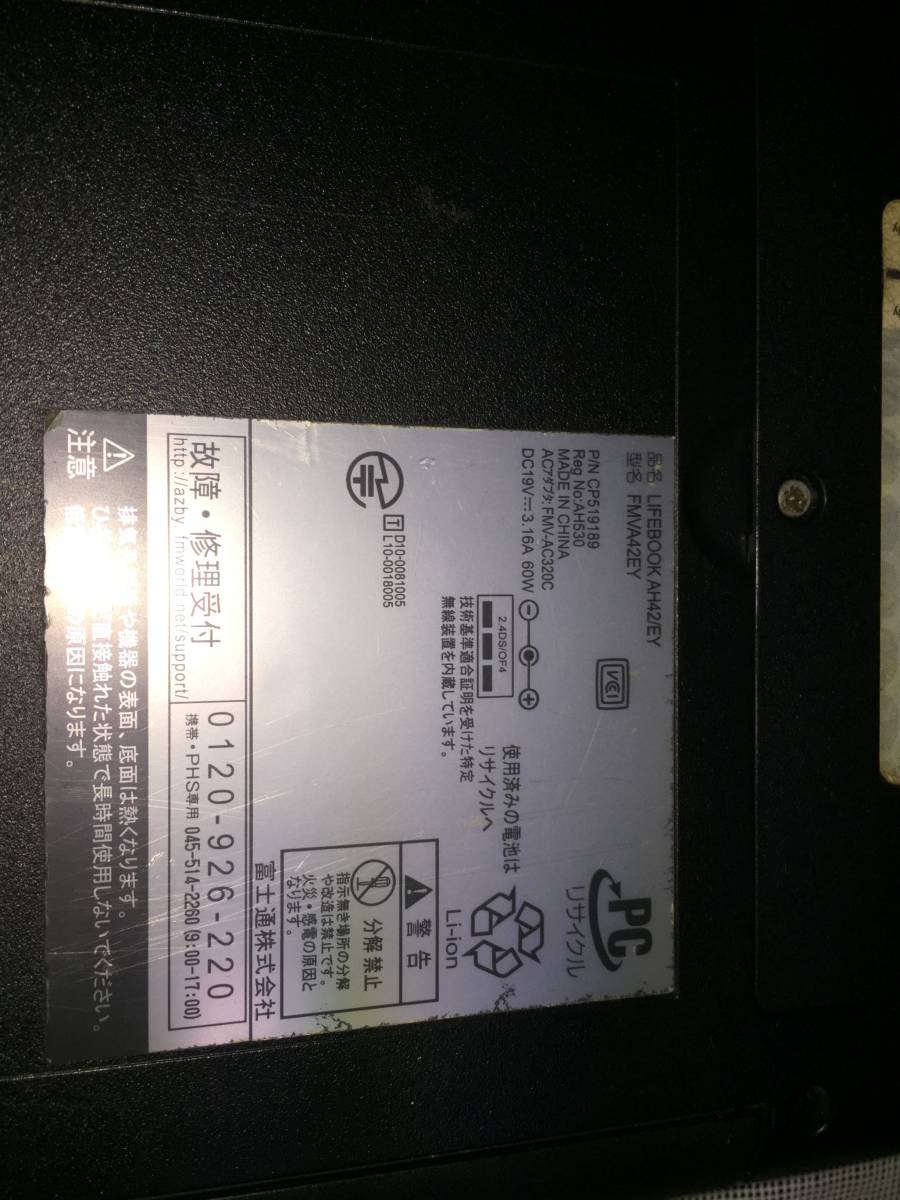 品名 LIFEBOOK AH42/EY
型名 FMVA42EY
P/N CP519189
Reg No:AH530
MADE IN CHINA
ACアダプタ:FMV-AC320C
DC19V 3.16A 60W
VCCI
PC
リサイクル
2.4DS/OF4
技術基準適合証明を受けた特定
無線装置を内蔵しています。
T D10-0081005
L10-0018005
使用済みの電池は
リサイクルへ
Li-ion
警告
分解禁止
指示無き場所の分解
や改造は禁止です。
火災・感電の原因と
なります。
富士通株式会社
故障・修理受付
http://azby.fmworld.net/support/
0120-926-220
携帯・PHS専用 045-514-2260 (9:00-17:00)
注意
や機器の表面、底面は熱くなります。
直接触れた状態で長時間使用しないでください。
の原因になります。